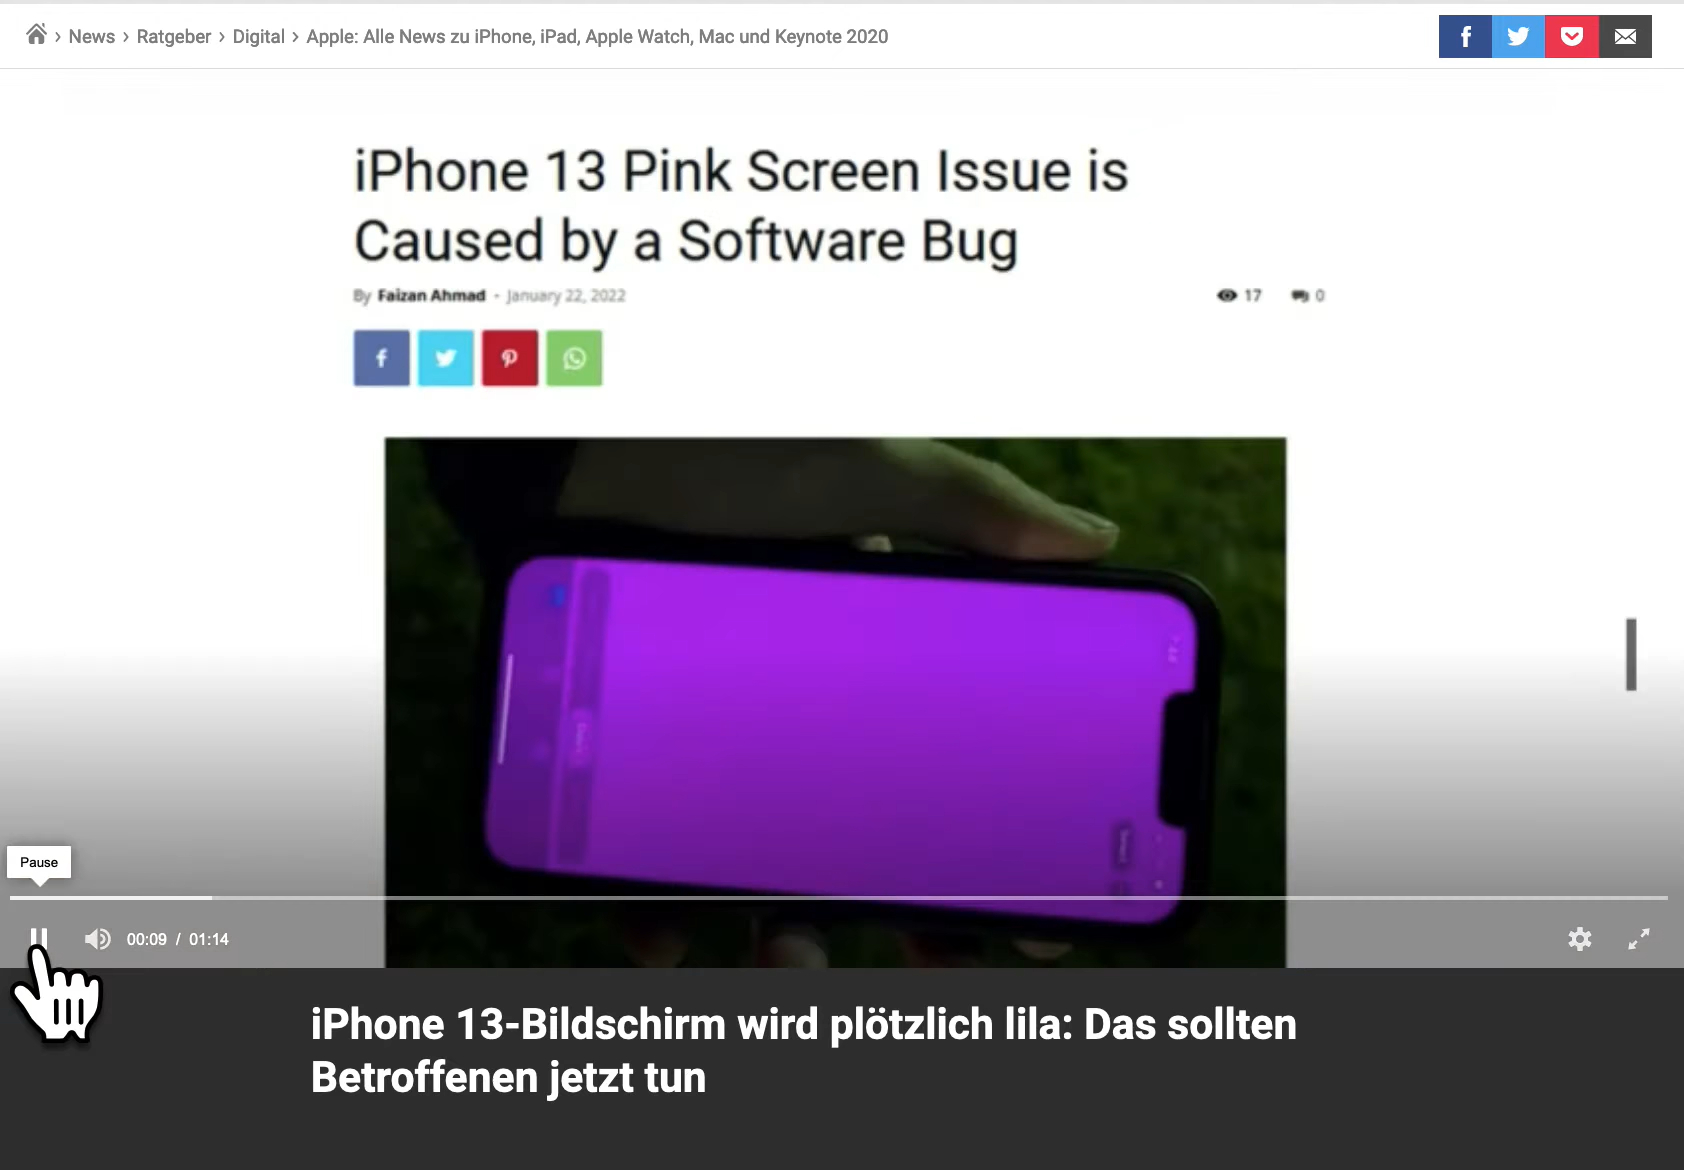 News › Ratgeber › Digital › Apple: Alle News zu iPhone, iPad, Apple Watch, Mac und Keynote 2020
iPhone 13 Pink Screen Issue is
Caused by a Software Bug
By Faizan Ahmad - January 22, 2022
17 0
Pause
00:09 / 01:14
iPhone 13-Bildschirm wird plötzlich lila: Das sollten
Betroffenen jetzt tun